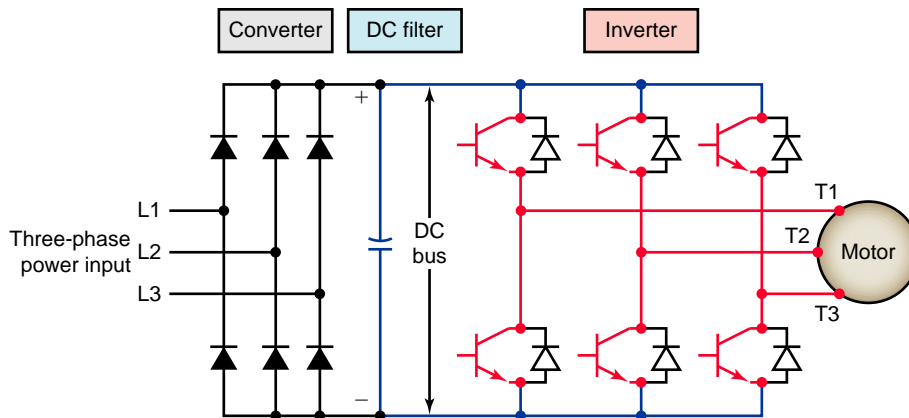 Converter
DC filter
Inverter
+
L1
Three-phase
power input
L2
L3
DC
bus
T1
T2
Motor
T3
−